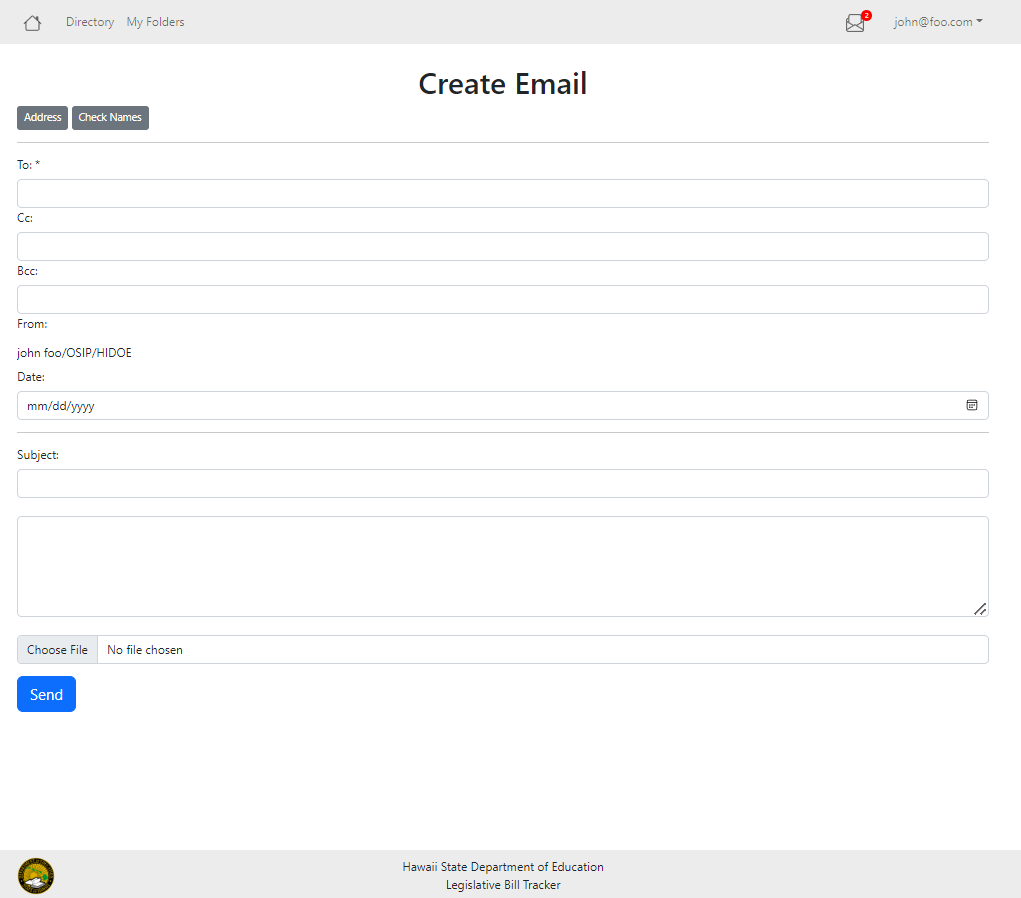 Directory My Folders 2 john@foo.com
Create Email
Address Check Names
To: *
Cc:
Bcc:
From:
john foo/OSIP/HIDOE
Date:
mm/dd/yyyy
Subject:
Choose File No file chosen
Send
Hawaii State Department of Education
Legislative Bill Tracker